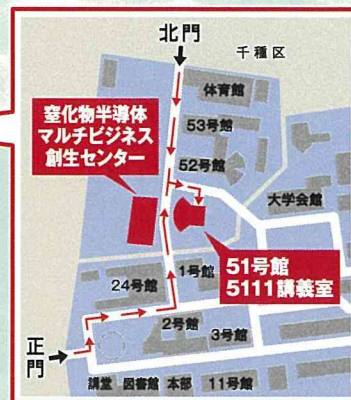 北門
千種区
体育館
窒化物半導体
マルチビジネス
創生センター
53号館
52号館
大学会館
51号館
5111講義室
24号館
1号館
正門
2号館
3号館
講堂
図書館
本部
11号館